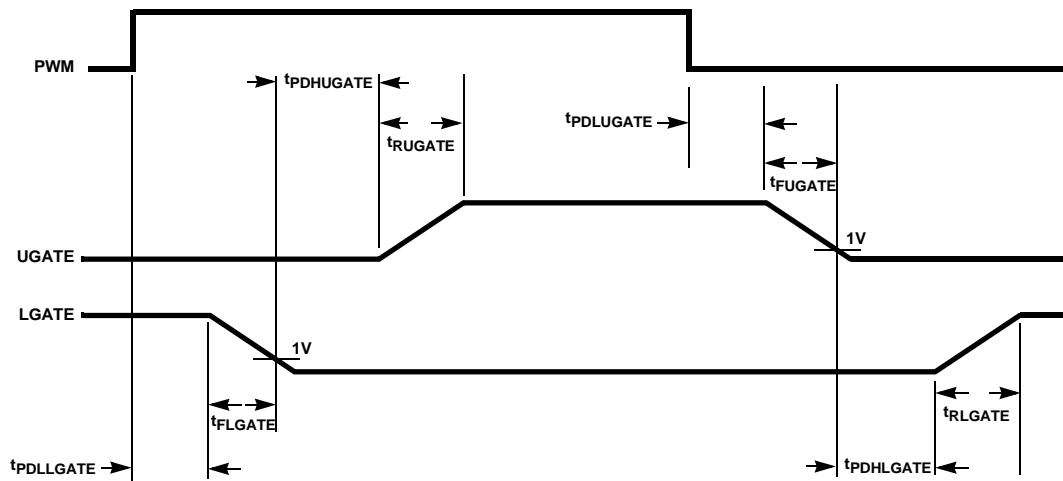 PWM
tPDHUGATE
tRUGATE
tPDLUGATE
tFUGATE
1V
UGATE
LGATE
1V
tFLGATE
tRLGATE
tPDLLGATE
tPDHLGATE